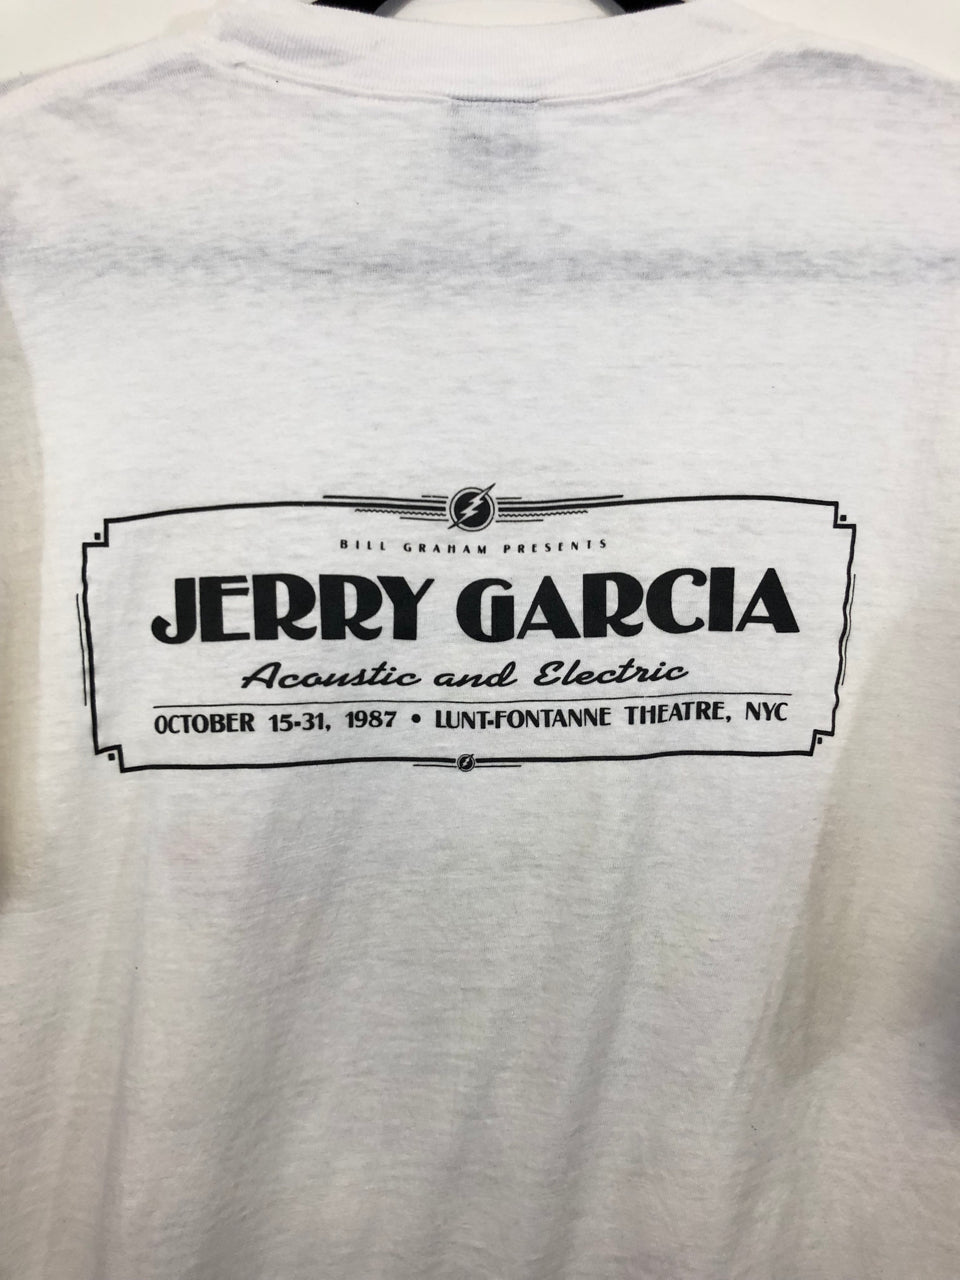 BILL GRAHAM PRESENTS
JERRY GARCIA
Acoustic and Electric
OCTOBER 15-31, 1987 • LUNT-FONTANNE THEATRE, NYC